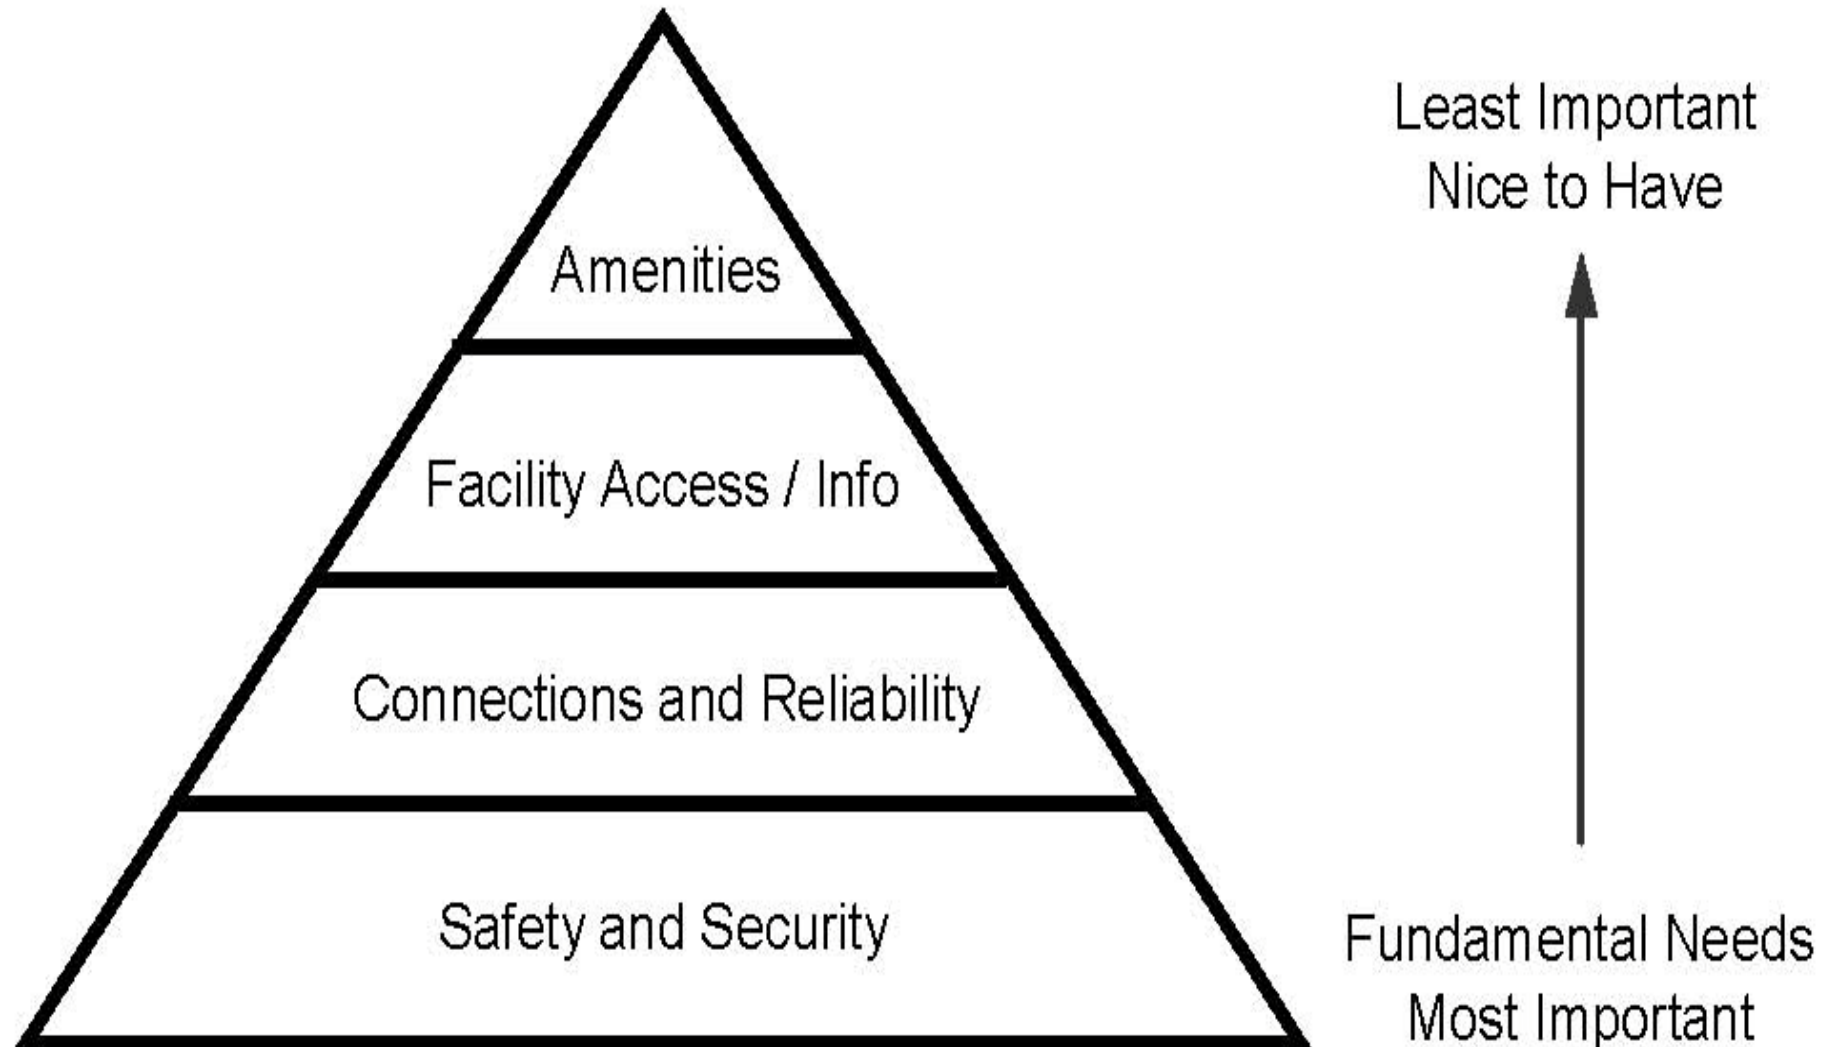 Least Important
Nice to Have
Amenities
Facility Access / Info
Connections and Reliability
Safety and Security
Fundamental Needs
Most Important